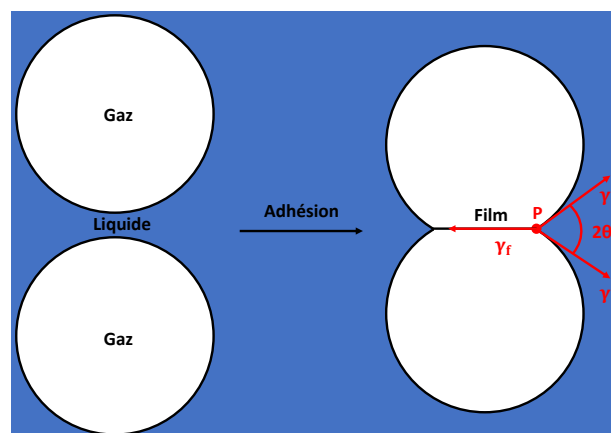 Gaz
Liquide
Gaz
Adhésion
Film
P
γ
2θ
γ
γf